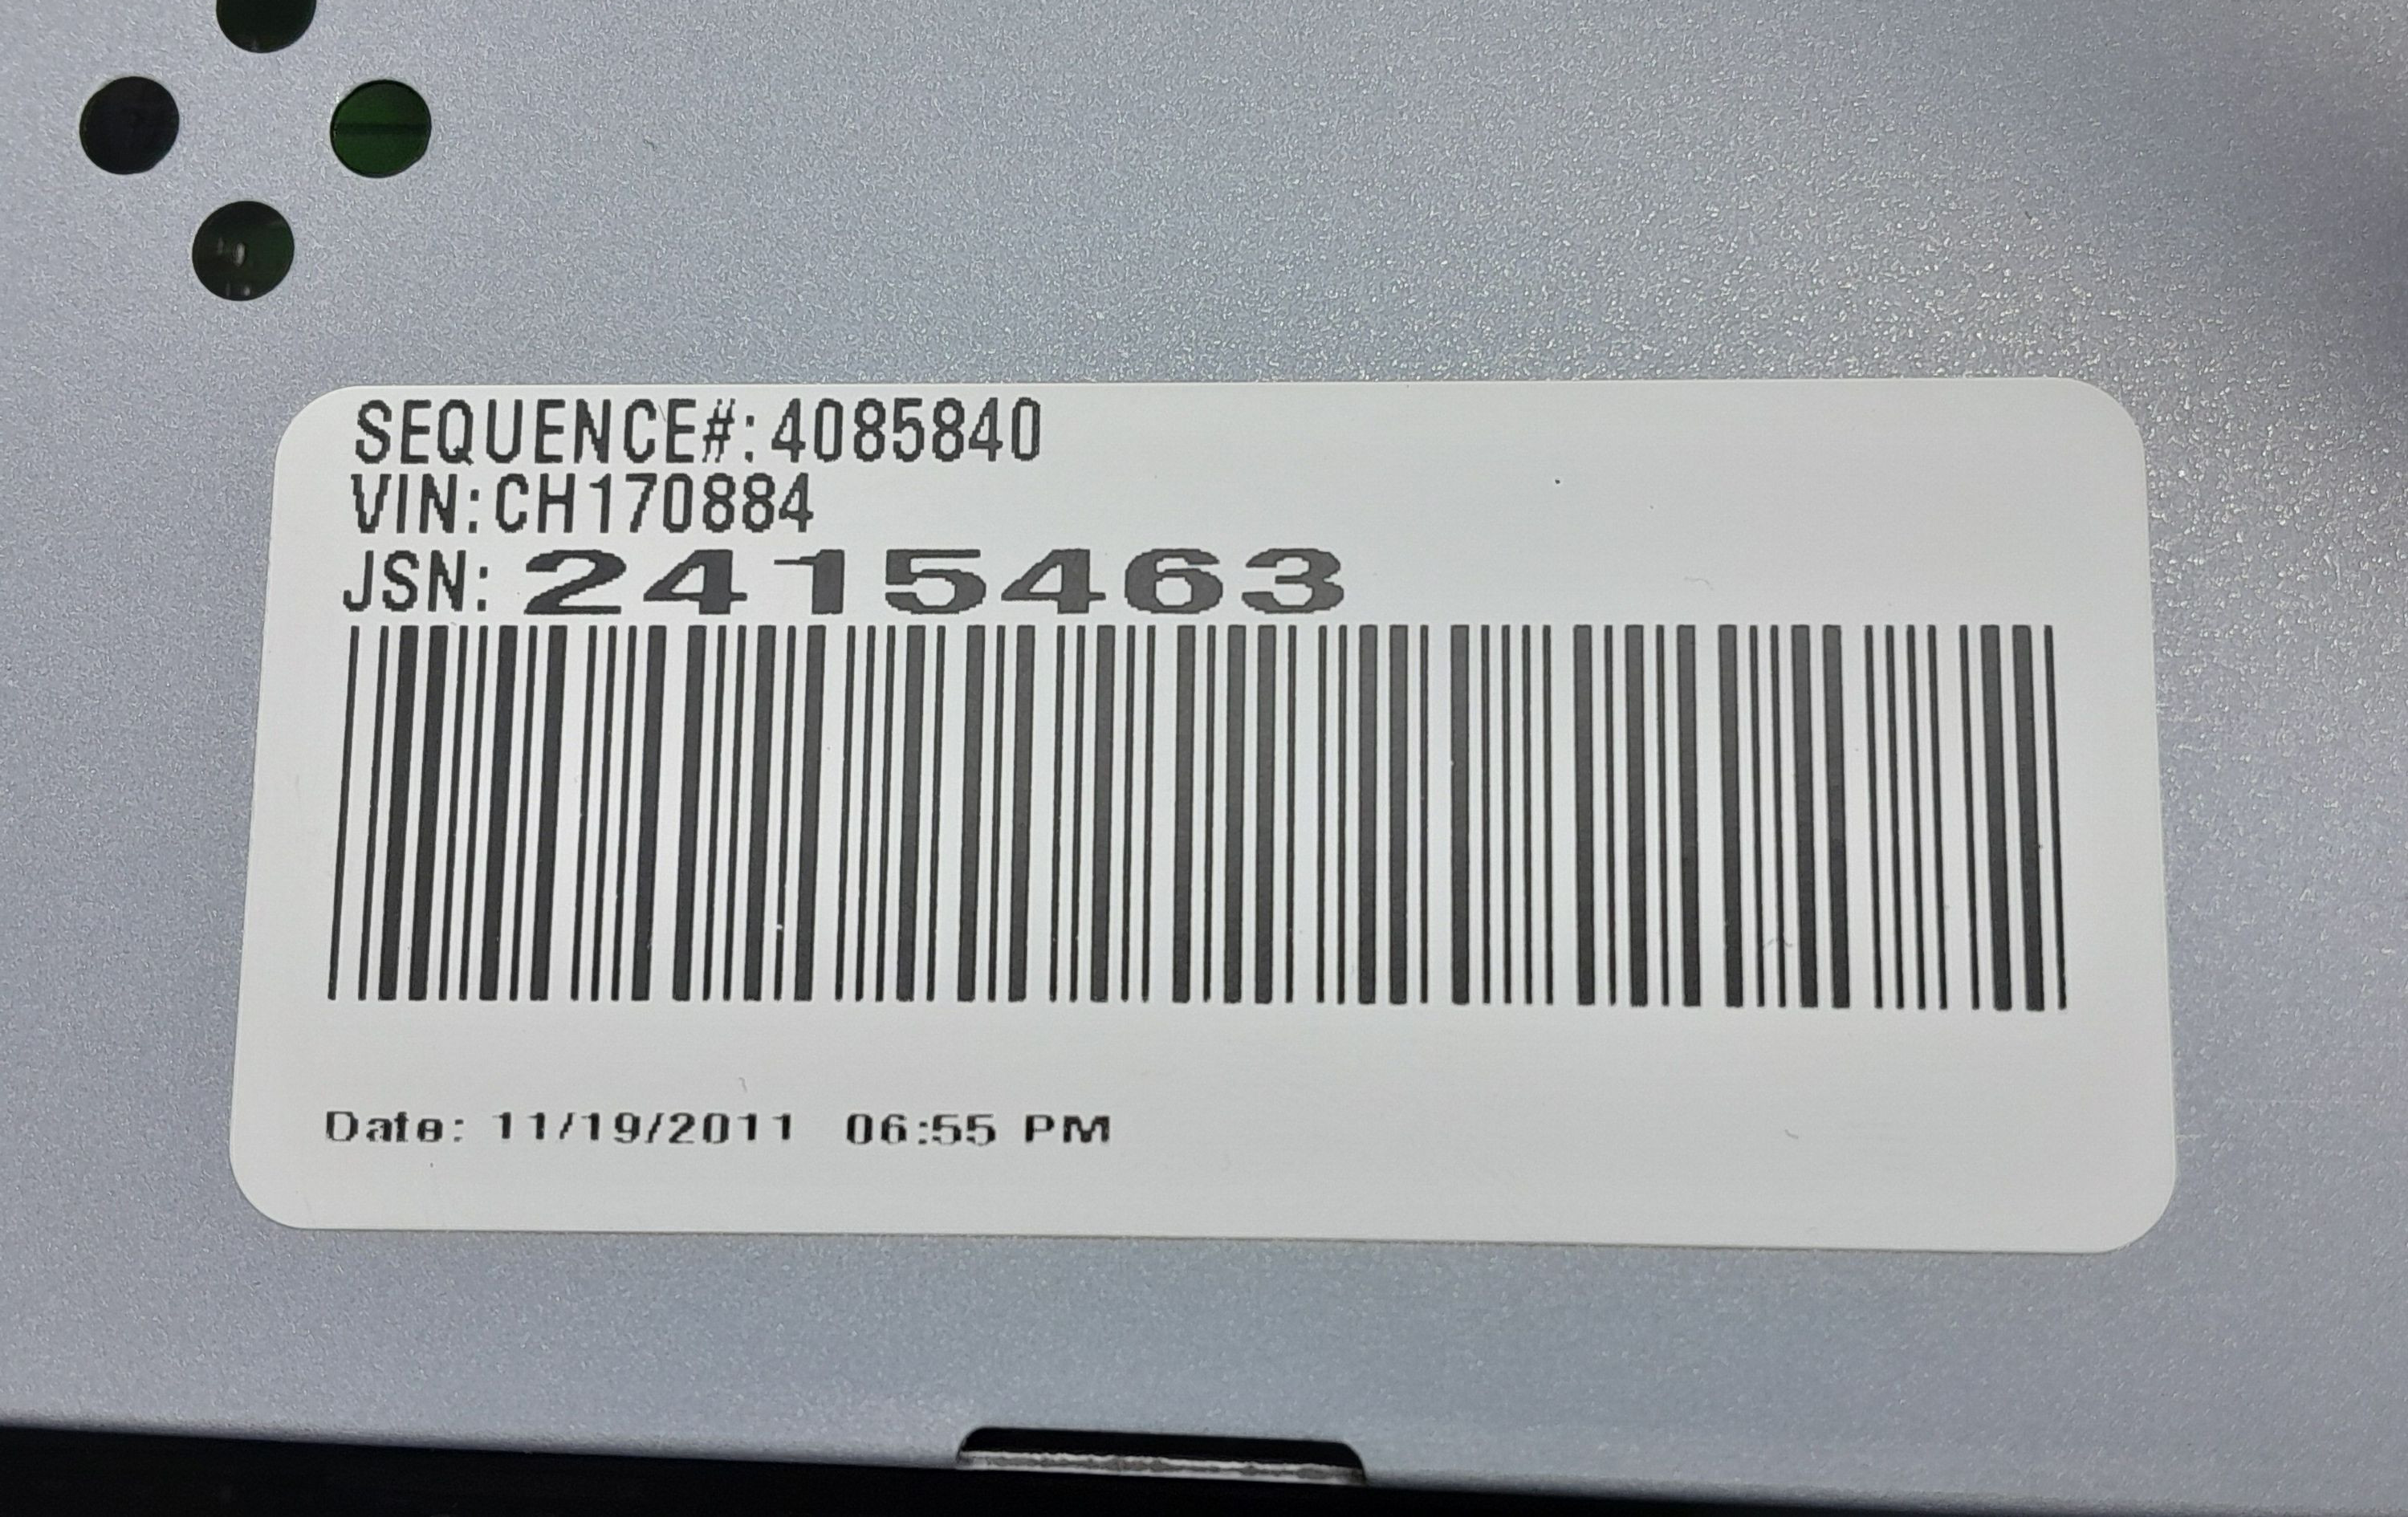 SEQUENCE#:4085840
VIN:CH170884
JSN: 2415463
Date: 11/19/2011 06:55 PM